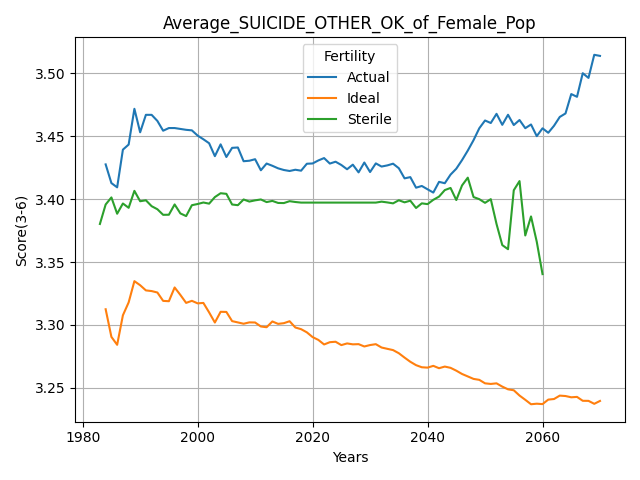 Average_SUICIDE_OTHER_OK_of_Female_Pop
Fertility
Actual
Ideal
Sterile
Score(3-6)
3.50
3.45
3.40
3.35
3.30
3.25
1980
2000
2020
2040
2060
Years